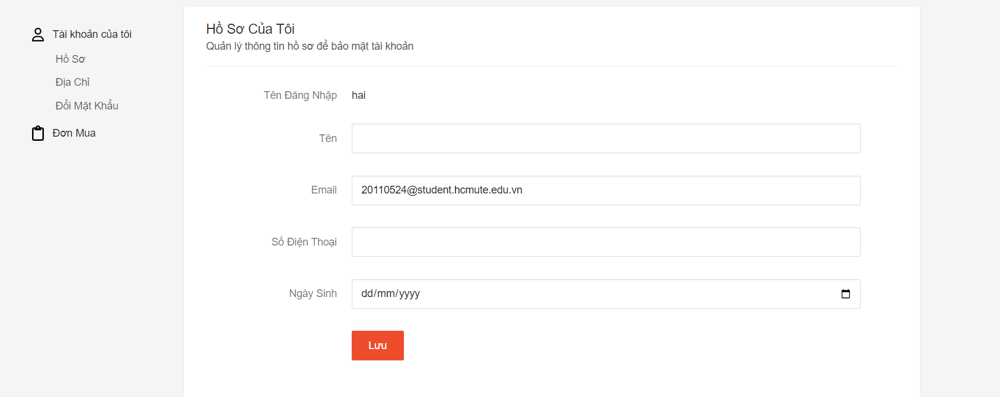 Tài khoản của tôi
Hồ Sơ
Địa Chỉ
Đổi Mật Khẩu
Đơn Mua
Hồ Sơ Của Tôi
Quản lý thông tin hồ sơ để bảo mật tài khoản
Tên Đăng Nhập hai
Tên
Email 20110524@student.hcmute.edu.vn
Số Điện Thoại
Ngày Sinh dd/mm/yyyy
Lưu